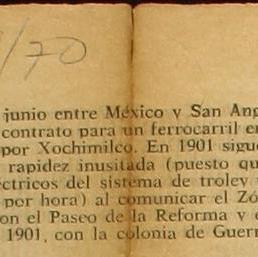 /70
junio entre México y San Ang
contrato para un ferrocarril en
por Xochimilco. En 1901 sigue
rapidez inusitada (puesto qu
ctricos del sistema de troley
por hora) al comunicar el Zó
on el Paseo de la Reforma y e
1901, con la colonia de Guerr